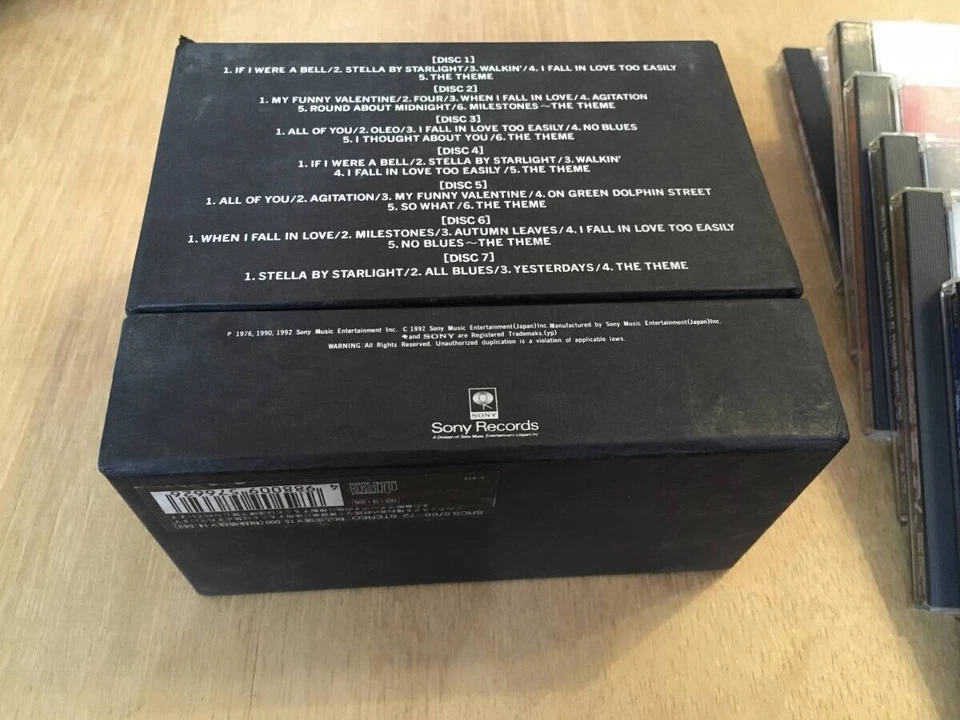 [DISC 1]
1. IF I WERE A BELL/2. STELLA BY STARLIGHT/3. WALKIN'/4. I FALL IN LOVE TOO EASILY
5. THE THEME
[DISC 2]
1. MY FUNNY VALENTINE/2. FOUR/3. WHEN I FALL IN LOVE/4. AGITATION
5. ROUND ABOUT MIDNIGHT/6. MILESTONES~THE THEME
[DISC 3]
1. ALL OF YOU/2. OLEO/3. I FALL IN LOVE TOO EASILY/4. NO BLUES
5. I THOUGHT ABOUT YOU/6. THE THEME
[DISC 4]
1. IF I WERE A BELL/2. STELLA BY STARLIGHT/3. WALKIN'
4. I FALL IN LOVE TOO EASILY/5. THE THEME
[DISC 5]
1. ALL OF YOU/2. AGITATION/3. MY FUNNY VALENTINE/4. ON GREEN DOLPHIN STREET
5. SO WHAT/6. THE THEME
[DISC 6]
1. WHEN I FALL IN LOVE/2. MILESTONES/3. AUTUMN LEAVES/4. I FALL IN LOVE TOO EASILY
5. NO BLUES~THE THEME
[DISC 7]
1. STELLA BY STARLIGHT/2. ALL BLUES/3. YESTERDAYS/4. THE THEME
P 1976, 1990, 1992 Sony Music Entertainment Inc. C 1992 Sony Music Entertainment(Japan)Inc. Manufactured by Sony Music Entertainment(Japan)Inc.
and SONY are Registered Trademaks.(yp)
WARNING: All Rights Reserved. Unauthorized duplication is a violation of applicable laws.
SONY
Sony Records
A Division of Sony Music Entertainment (Japan) Inc.